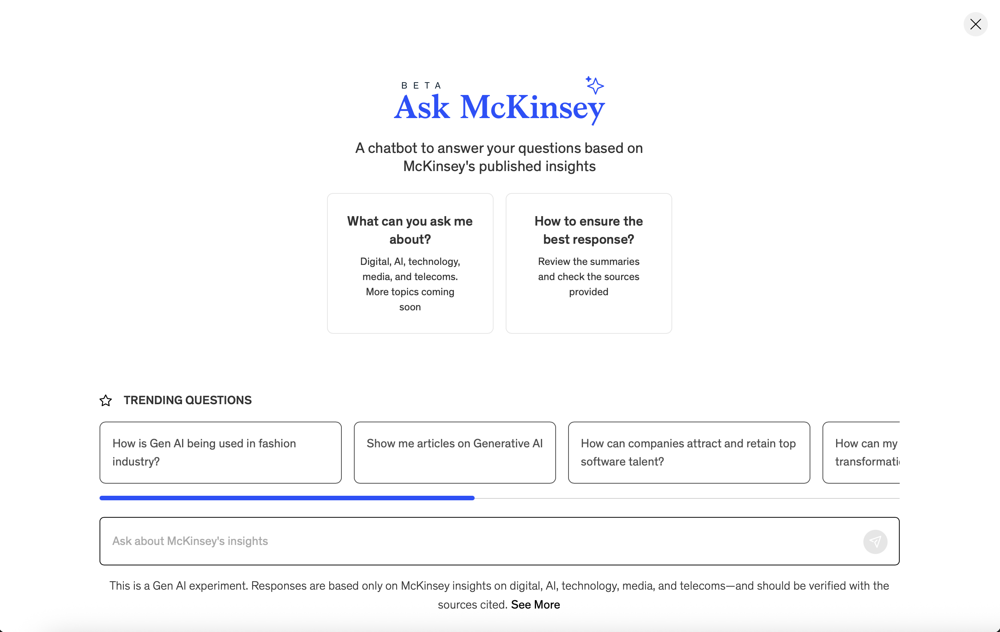 BETA
Ask McKinsey
A chatbot to answer your questions based on
McKinsey's published insights
What can you ask me
about?
Digital, AI, technology,
media, and telecoms.
More topics coming
soon
How to ensure the
best response?
Review the summaries
and check the sources
provided
TRENDING QUESTIONS
How is Gen AI being used in fashion
industry?
Show me articles on Generative AI
How can companies attract and retain top
software talent?
How can my
Ask about McKinsey's insights
This is a Gen AI experiment. Responses are based only on McKinsey insights on digital, AI, technology, media, and telecoms—and should be verified with the
sources cited. See More